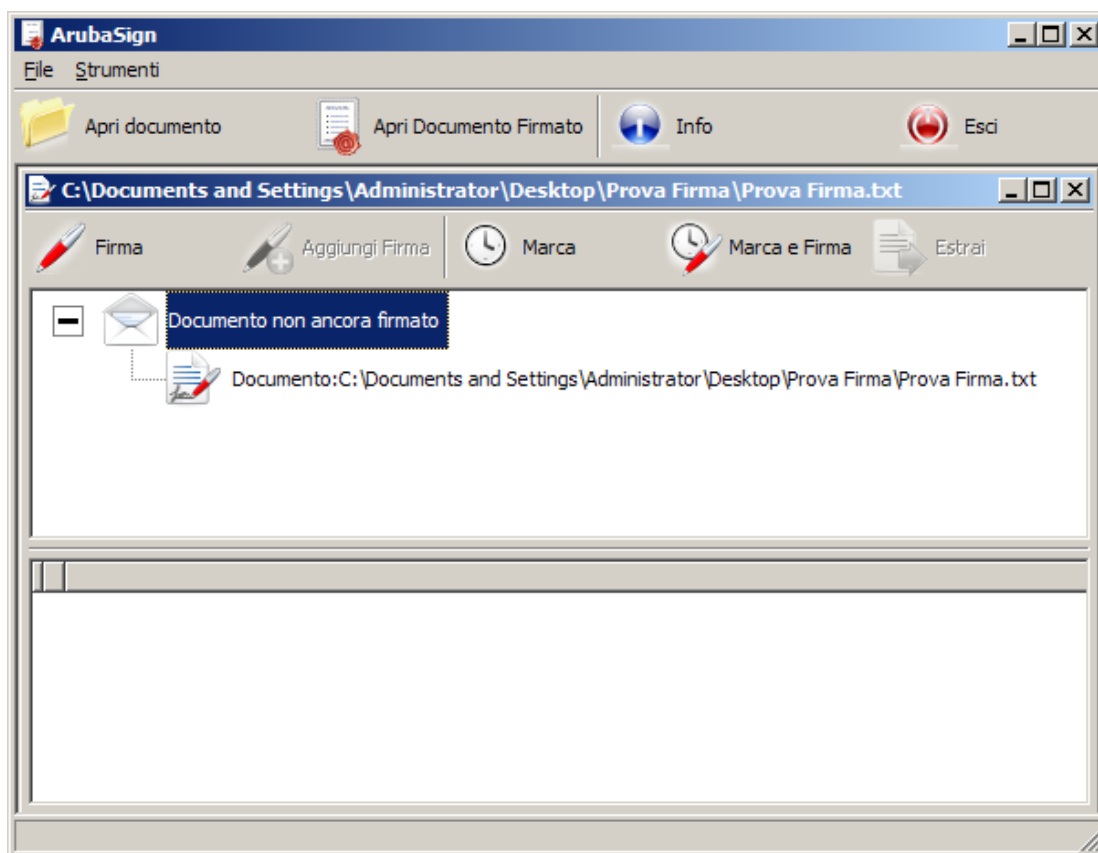 ArubaSign
File Strumenti
Apri documento Apri Documento Firmato Info Esci
C:\Documents and Settings\Administrator\Desktop\Prova Firma\Prova Firma.txt
Firma Aggiungi Firma Marca Marca e Firma Estrai
Documento non ancora firmato
Documento:C:\Documents and Settings\Administrator\Desktop\Prova Firma\Prova Firma.txt